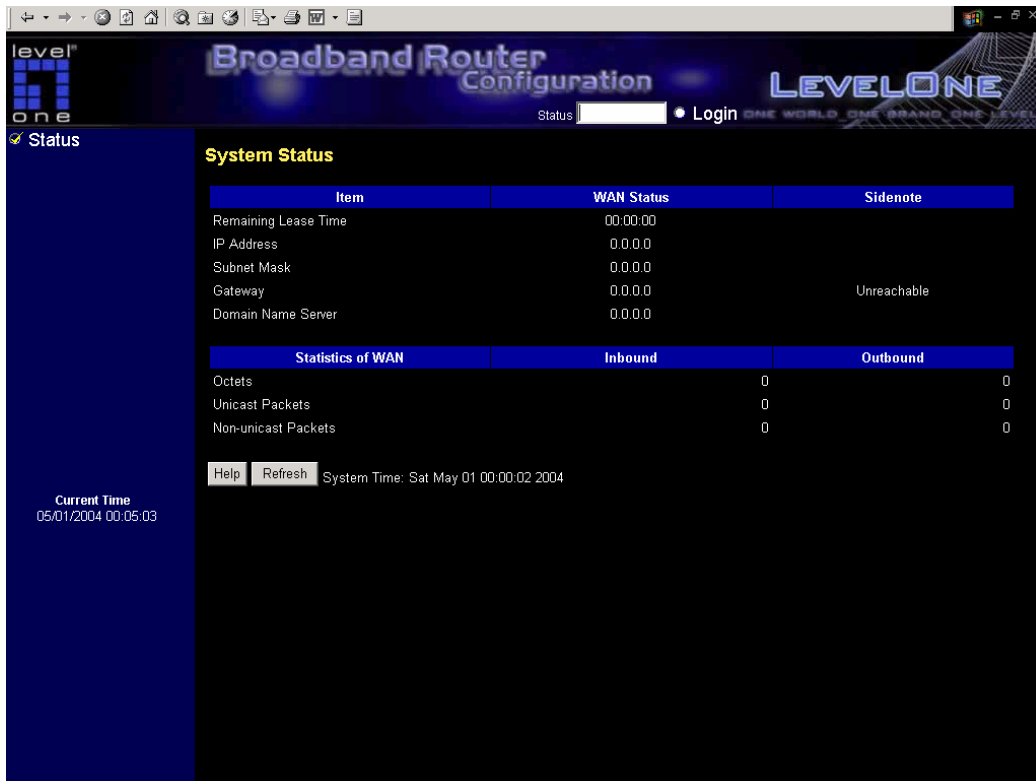 level one
Broadband Router
Configuration
LEVELONE
Status Login ONE WORLD_ONE BRAND_ONE LEVEL
Status
System Status
Item WAN Status Sidenote
Remaining Lease Time 00:00:00
IP Address 0.0.0.0
Subnet Mask 0.0.0.0
Gateway 0.0.0.0 Unreachable
Domain Name Server 0.0.0.0
Statistics of WAN Inbound Outbound
Octets 0 0
Unicast Packets 0 0
Non-unicast Packets 0 0
Help Refresh System Time: Sat May 01 00:00:02 2004
Current Time
05/01/2004 00:05:03